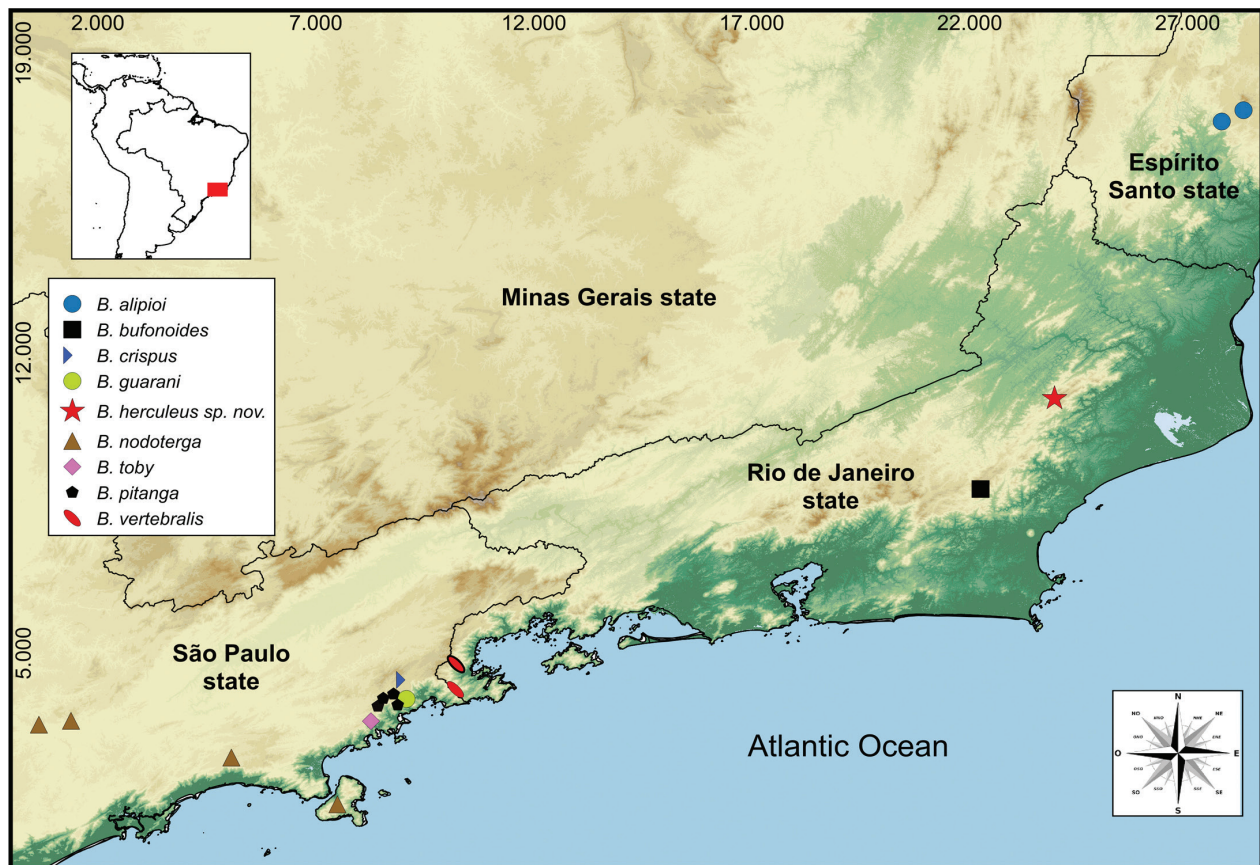 2.000 7.000 12.000 17.000 22.000 27.000
19.000
12.000
5.000
Espírito
Santo state
Minas Gerais state
B. alipioi
B. bufonoides
B. crispus
B. guarani
B. herculeus sp. nov.
B. nodoterga
B. toby
B. pitanga
B. vertebralis
Rio de Janeiro
state
São Paulo
state
Atlantic Ocean
N
NO NE
O E
SO SE
S